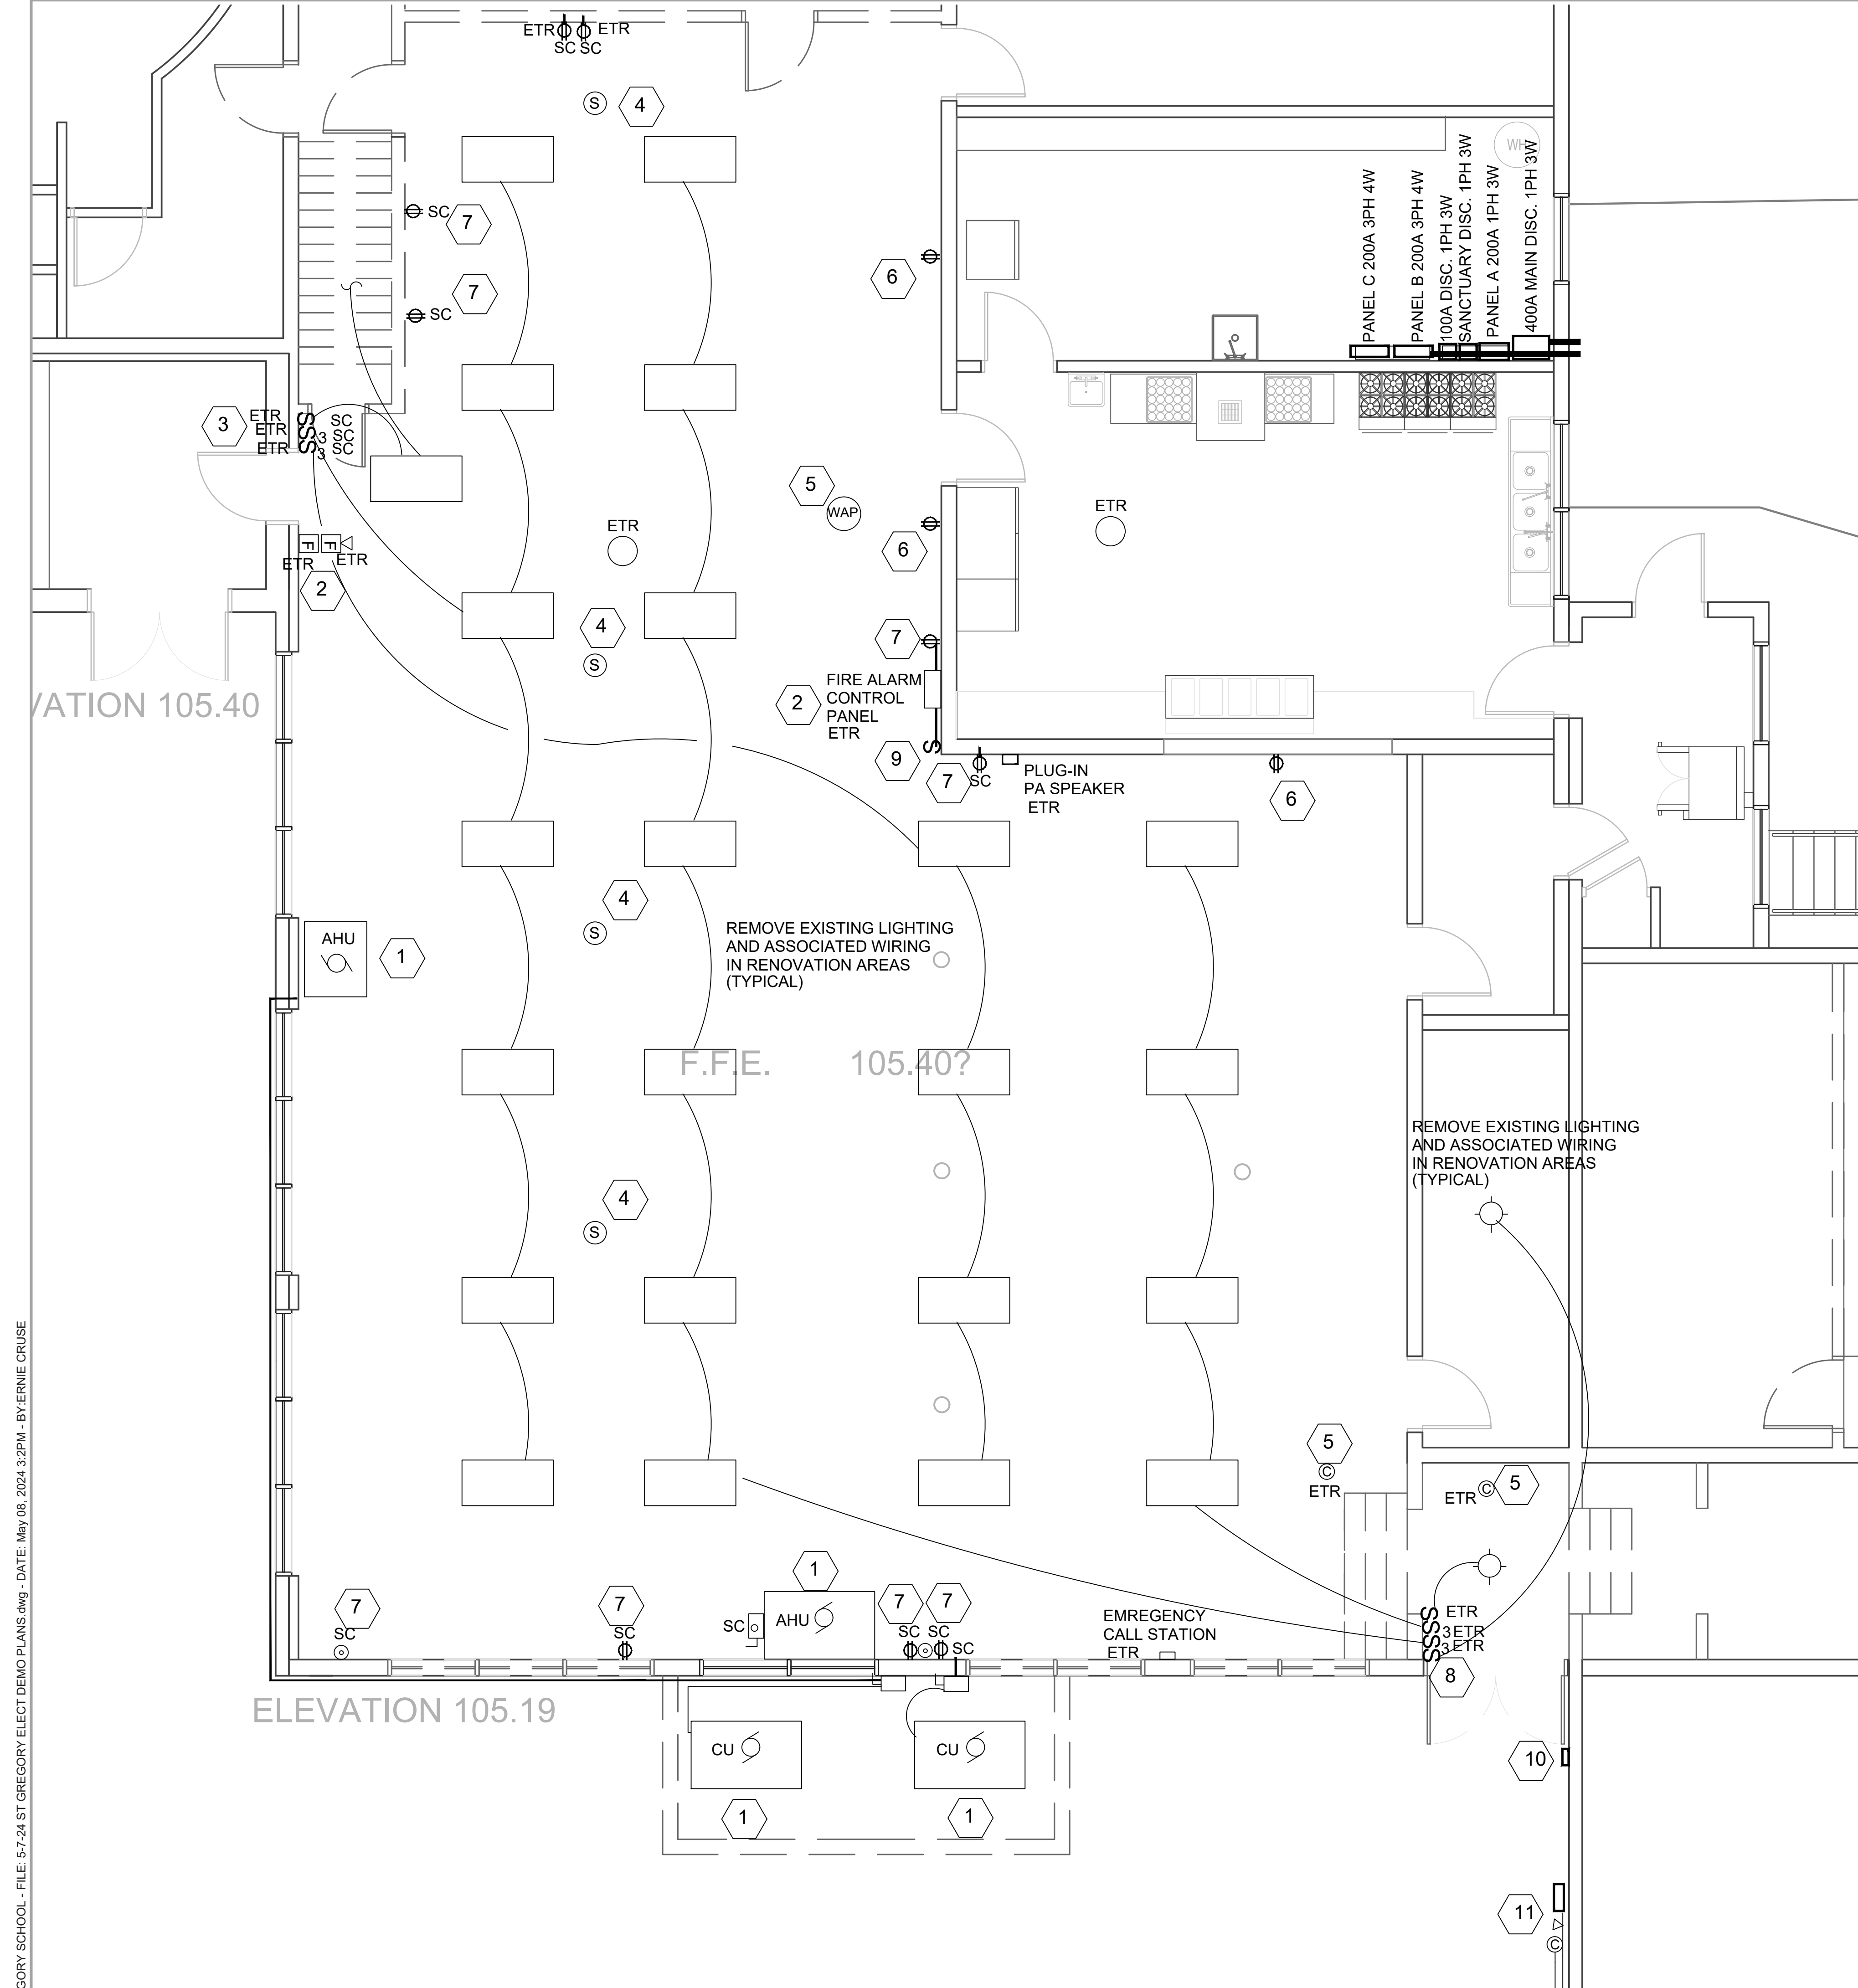 ETR
ETR
SC
SC
S
4
WH
PANEL C 200A 3PH 4W
PANEL B 200A 3PH 4W
100A DISC. 1PH 3W
SANCTUARY DISC. 1PH 3W
PANEL A 200A 1PH 3W
400A MAIN DISC. 1PH 3W
SC
7
7
SC
6
3
ETR
ETR
ETR
S
S
S
3
3
SC
SC
SC
5
WAP
ETR
ETR
F
F
ETR
ETR
2
6
4
S
7
VATION 105.40
2
FIRE ALARM
CONTROL
PANEL
ETR
9
S
7
SC
PLUG-IN
PA SPEAKER
ETR
6
4
S
AHU
1
REMOVE EXISTING LIGHTING
AND ASSOCIATED WIRING
IN RENOVATION AREAS
(TYPICAL)
F.F.E. 105.40?
REMOVE EXISTING LIGHTING
AND ASSOCIATED WIRING
IN RENOVATION AREAS
(TYPICAL)
4
S
5
C
ETR
ETR
C
5
1
7
SC
7
SC
SC
AHU
7
7
SC
SC
SC
EMREGENCY
CALL STATION
ETR
S
S
S
ETR
3 ETR
3 ETR
8
ELEVATION 105.19
CU
CU
1
1
10
11
C
GORY SCHOOL - FILE: 5-7-24 ST GREGORY ELECT DEMO PLANS.dwg - DATE: May 08, 2024 3:2PM - BY:ERNIE CRUSE